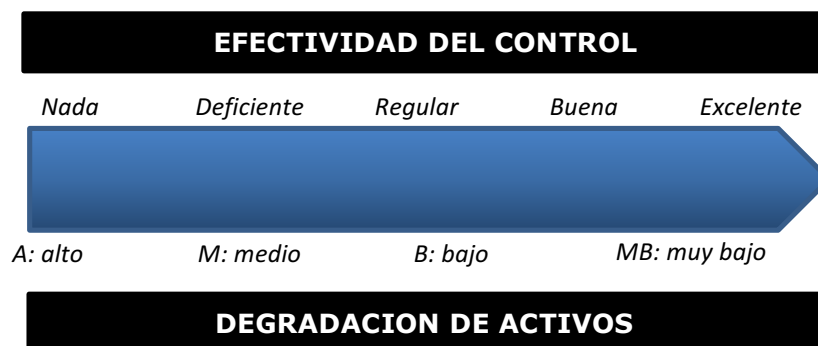 EFECTIVIDAD DEL CONTROL
Nada Deficiente Regular Buena Excelente
A: alto M: medio B: bajo MB: muy bajo
DEGRADACION DE ACTIVOS